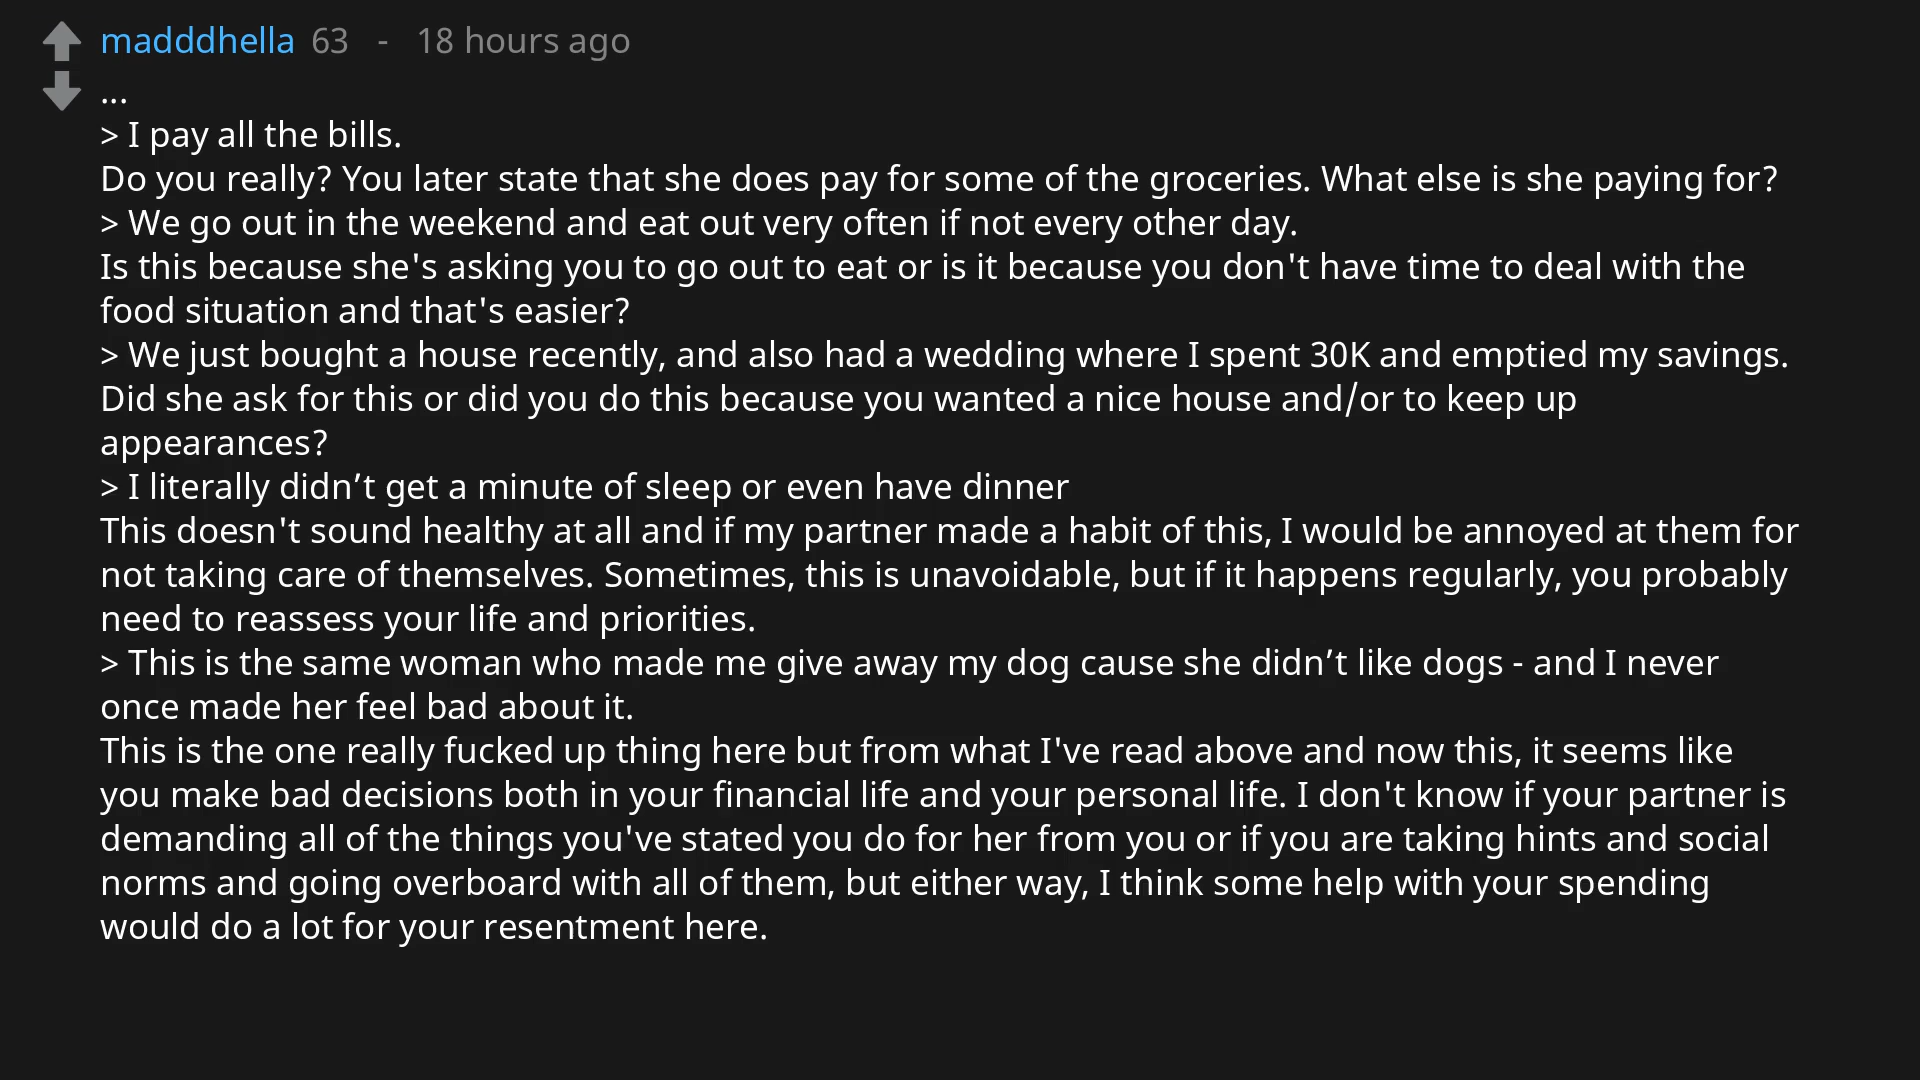 madddhella 63 - 18 hours ago
...
> I pay all the bills.
Do you really? You later state that she does pay for some of the groceries. What else is she paying for?
> We go out in the weekend and eat out very often if not every other day.
Is this because she's asking you to go out to eat or is it because you don't have time to deal with the
food situation and that's easier?
> We just bought a house recently, and also had a wedding where I spent 30K and emptied my savings.
Did she ask for this or did you do this because you wanted a nice house and/or to keep up
appearances?
> I literally didn’t get a minute of sleep or even have dinner
This doesn't sound healthy at all and if my partner made a habit of this, I would be annoyed at them for
not taking care of themselves. Sometimes, this is unavoidable, but if it happens regularly, you probably
need to reassess your life and priorities.
> This is the same woman who made me give away my dog cause she didn’t like dogs - and I never
once made her feel bad about it.
This is the one really fucked up thing here but from what I've read above and now this, it seems like
you make bad decisions both in your financial life and your personal life. I don't know if your partner is
demanding all of the things you've stated you do for her from you or if you are taking hints and social
norms and going overboard with all of them, but either way, I think some help with your spending
would do a lot for your resentment here.